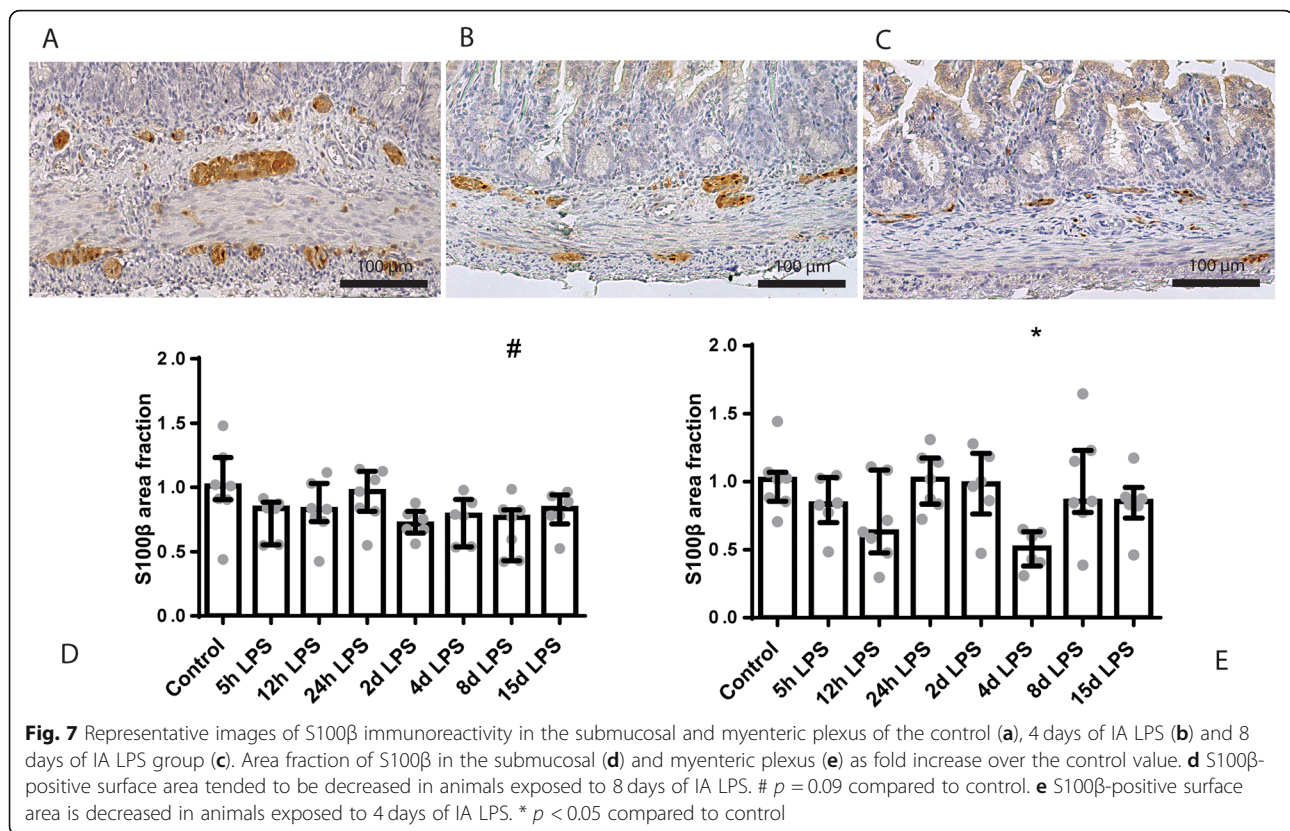 A
B
C
100 µm
100 µm
100 µm
#
*
2.0
1.5
1.0
0.5
0.0
S100β area fraction
Control
5h LPS
12h LPS
24h LPS
2d LPS
4d LPS
8d LPS
15d LPS
D
2.0
1.5
1.0
0.5
0.0
S100β area fraction
Control
5h LPS
12h LPS
24h LPS
2d LPS
4d LPS
8d LPS
15d LPS
E
Fig. 7 Representative images of S100β immunoreactivity in the submucosal and myenteric plexus of the control (a), 4 days of IA LPS (b) and 8
days of IA LPS group (c). Area fraction of S100β in the submucosal (d) and myenteric plexus (e) as fold increase over the control value. d S100β-
positive surface area tended to be decreased in animals exposed to 8 days of IA LPS. # p = 0.09 compared to control. e S100β-positive surface
area is decreased in animals exposed to 4 days of IA LPS. * p < 0.05 compared to control